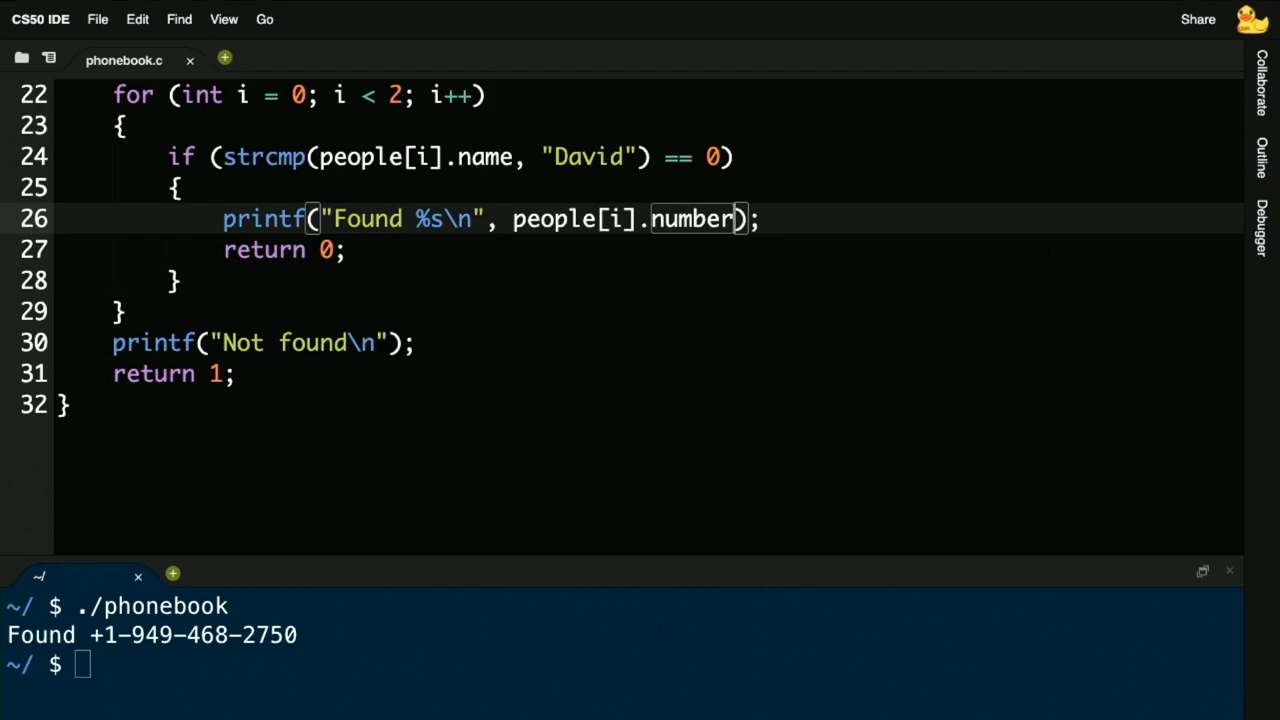 CS50 IDE File Edit Find View Go Share
phonebook.c
22 for (int i = 0; i < 2; i++)
23 {
24 if (strcmp(people[i].name, "David") == 0)
25 {
26 printf("Found %s\n", people[i].number);
27 return 0;
28 }
29 }
30 printf("Not found\n");
31 return 1;
32 }
Collaborate
Outline
Debugger
~/
~/ $ ./phonebook
Found +1-949-468-2750
~/ $